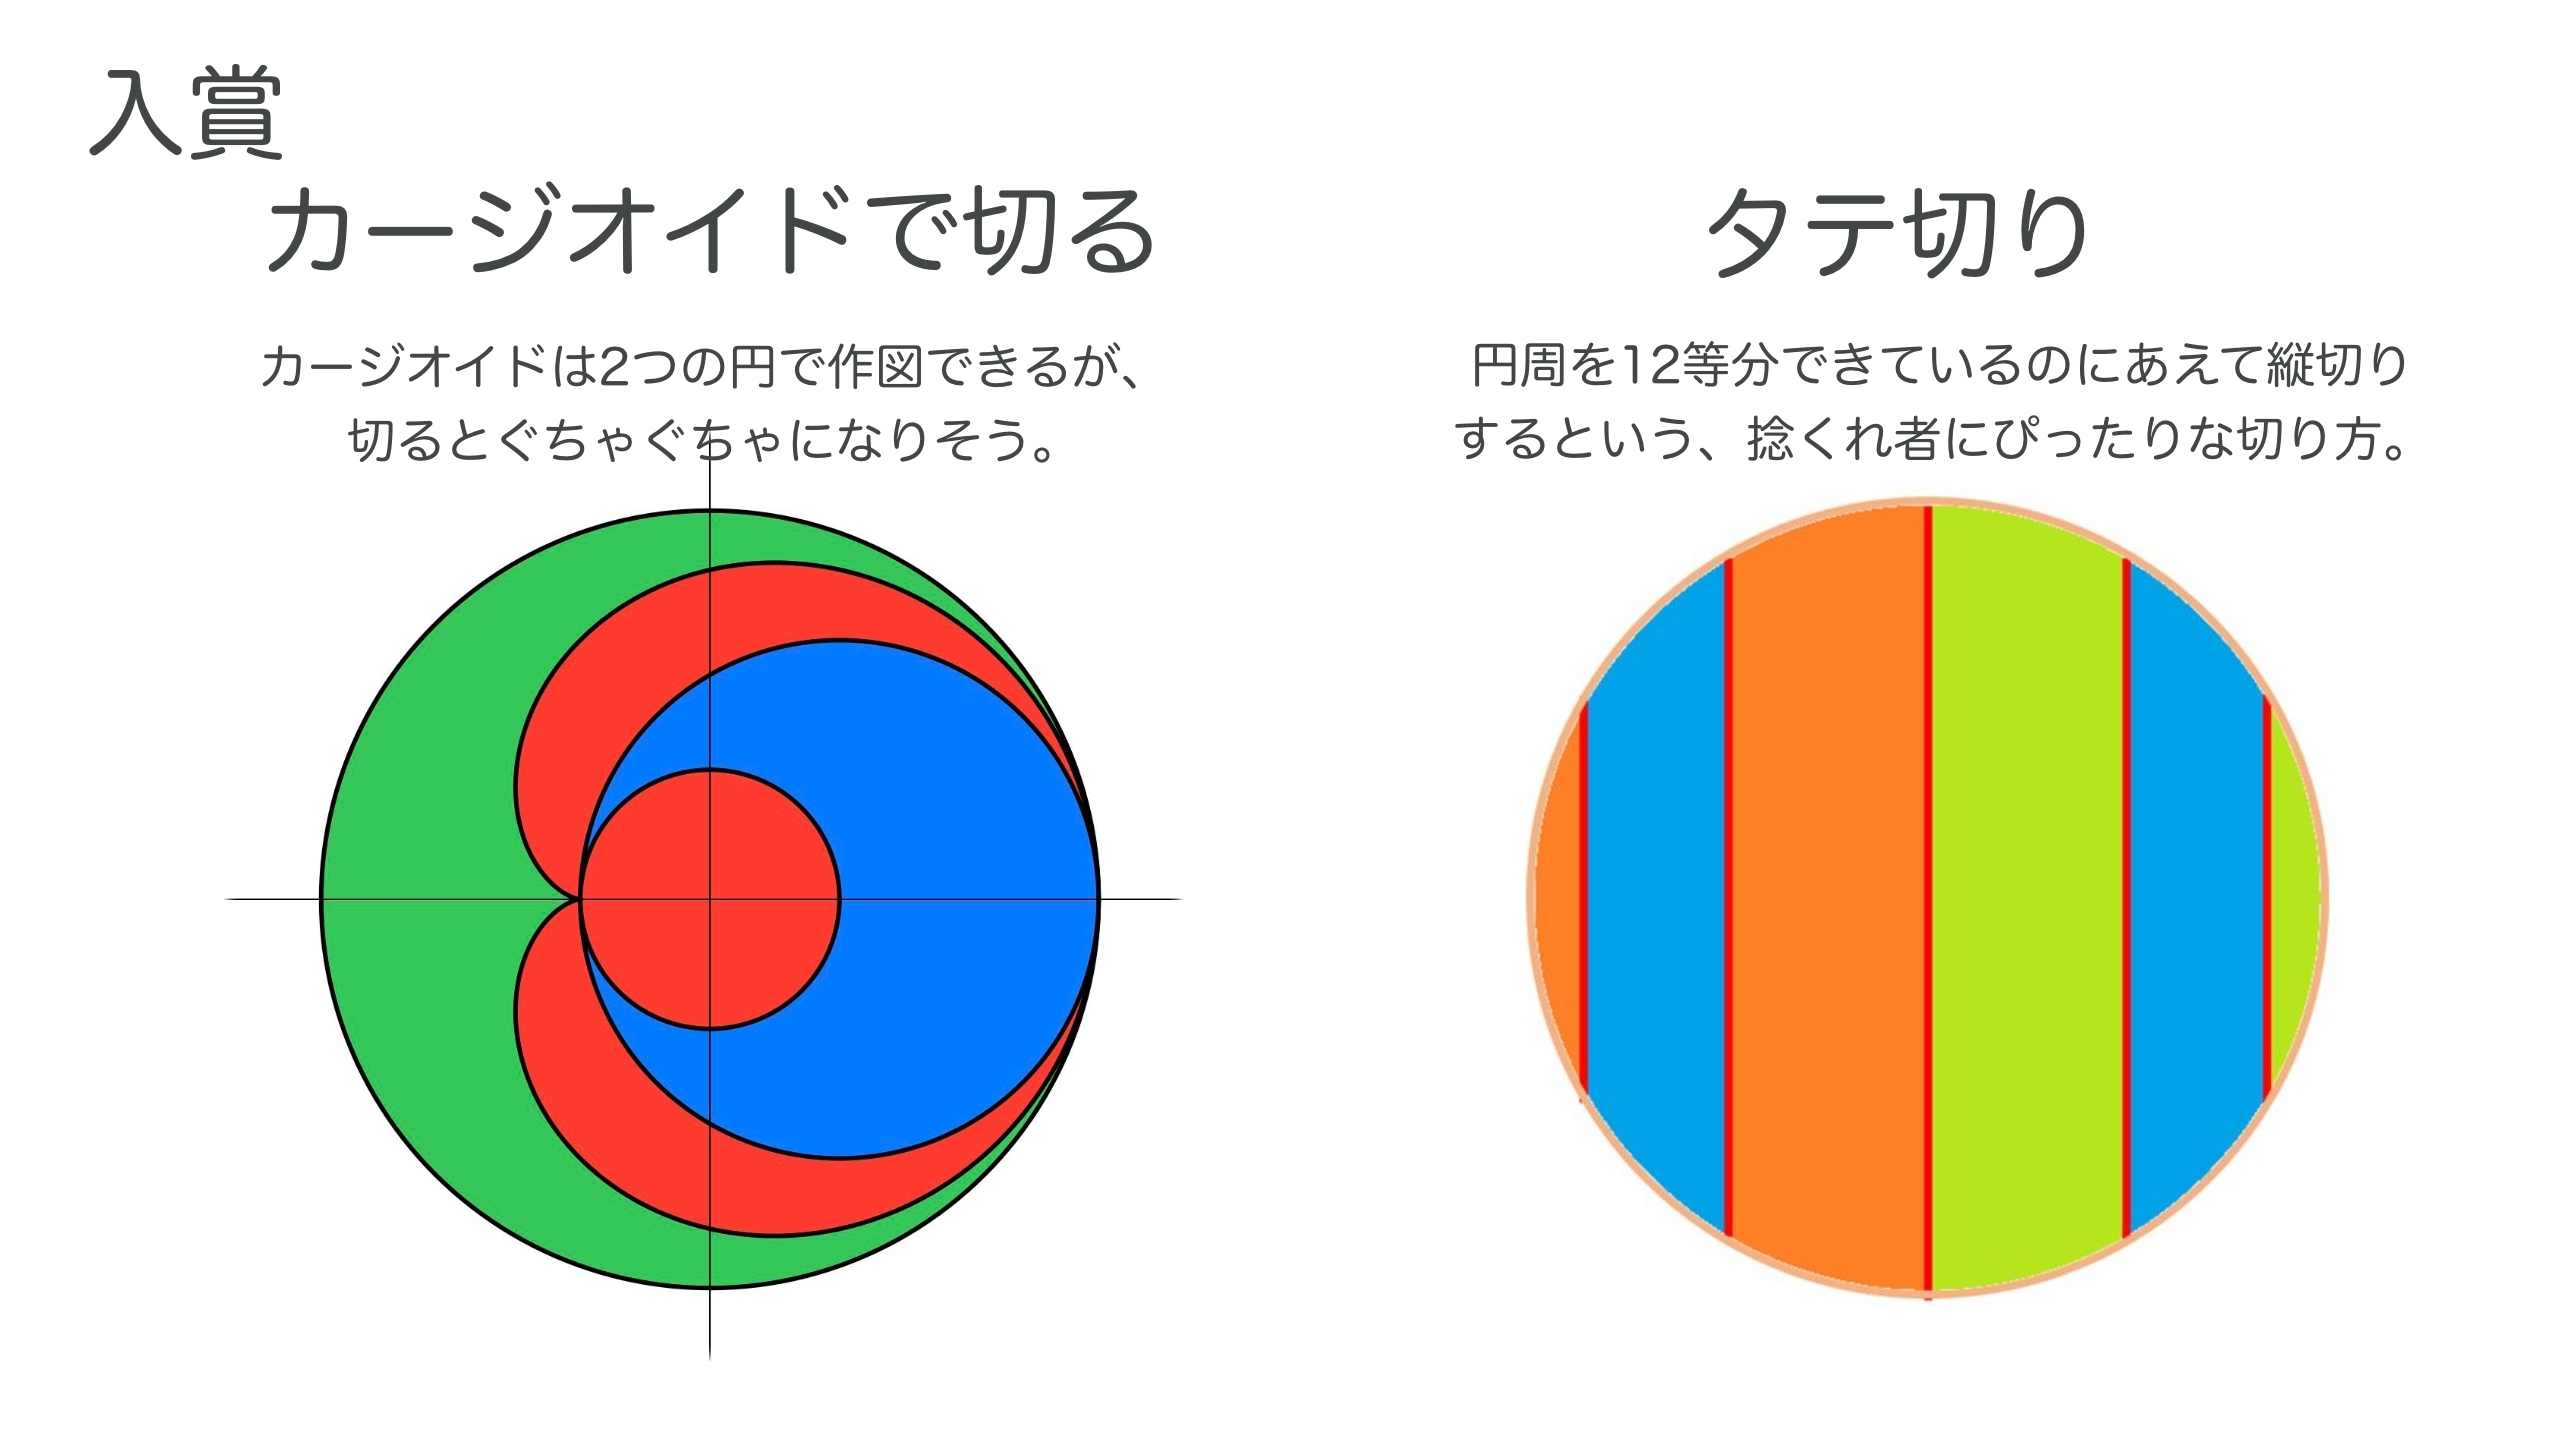 入賞
カージオイドで切る
カージオイドは2つの円で作図できるが、
切るとぐちゃぐちゃになりそう。
タテ切り
円周を12等分できているのにあえて縦切り
するという、捻くれ者にぴったりな切り方。